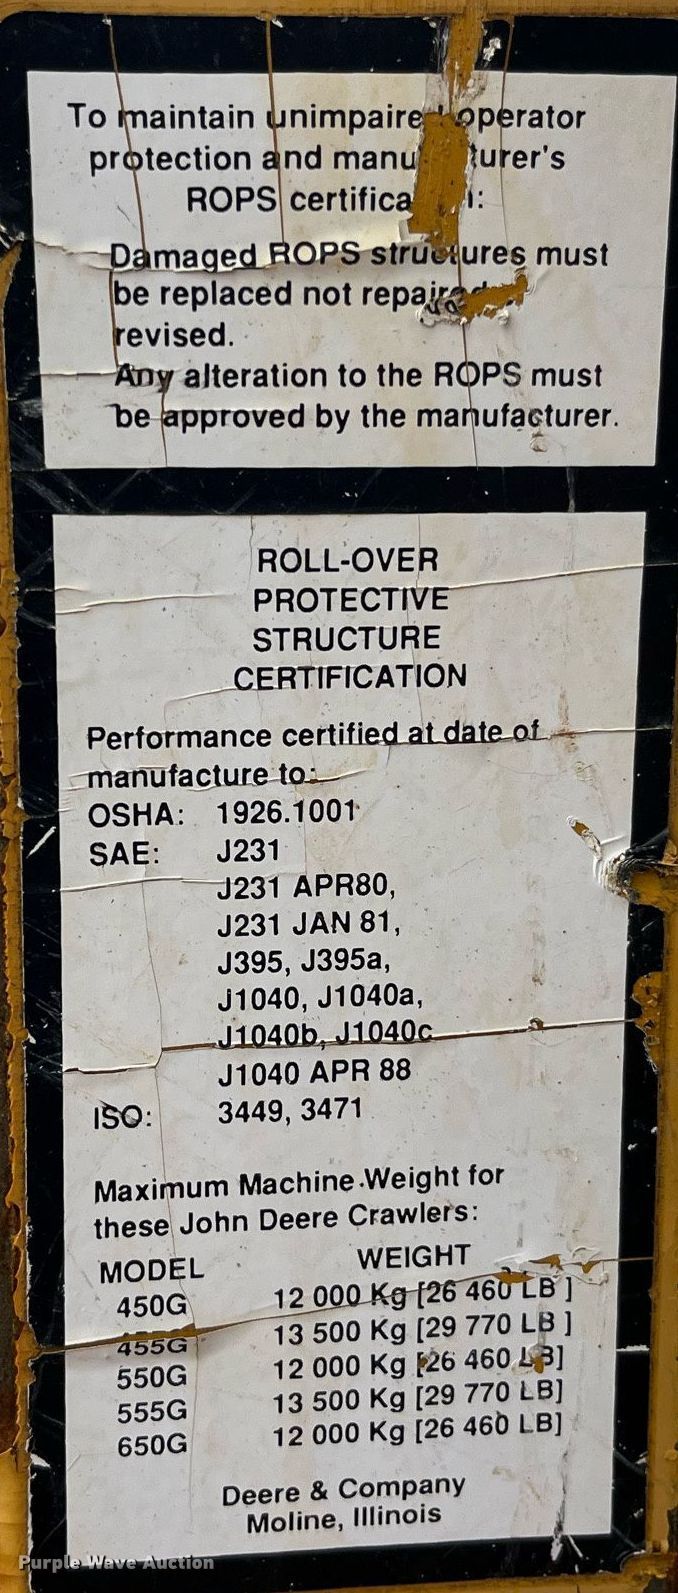 To maintain unimpaired operator
protection and manu turer's
ROPS certifica n:
Damaged ROPS structures must
be replaced not repaired
revised.
Any alteration to the ROPS must
be approved by the manufacturer.
ROLL-OVER
PROTECTIVE
STRUCTURE
CERTIFICATION
Performance certified at date of
manufacture to:
OSHA: 1926.1001
SAE: J231
J231 APR80,
J231 JAN 81,
J395, J395a,
J1040, J1040a,
J1040b, J1040c
J1040 APR 88
ISO: 3449, 3471
Maximum Machine Weight for
these John Deere Crawlers:
MODEL WEIGHT
450G 12 000 Kg [26 460 LB ]
455G 13 500 Kg [29 770 LB ]
550G 12 000 Kg [26 460 LB]
555G 13 500 Kg [29 770 LB]
650G 12 000 Kg [26 460 LB]
Deere & Company
Moline, Illinois
Purple Wave Auction